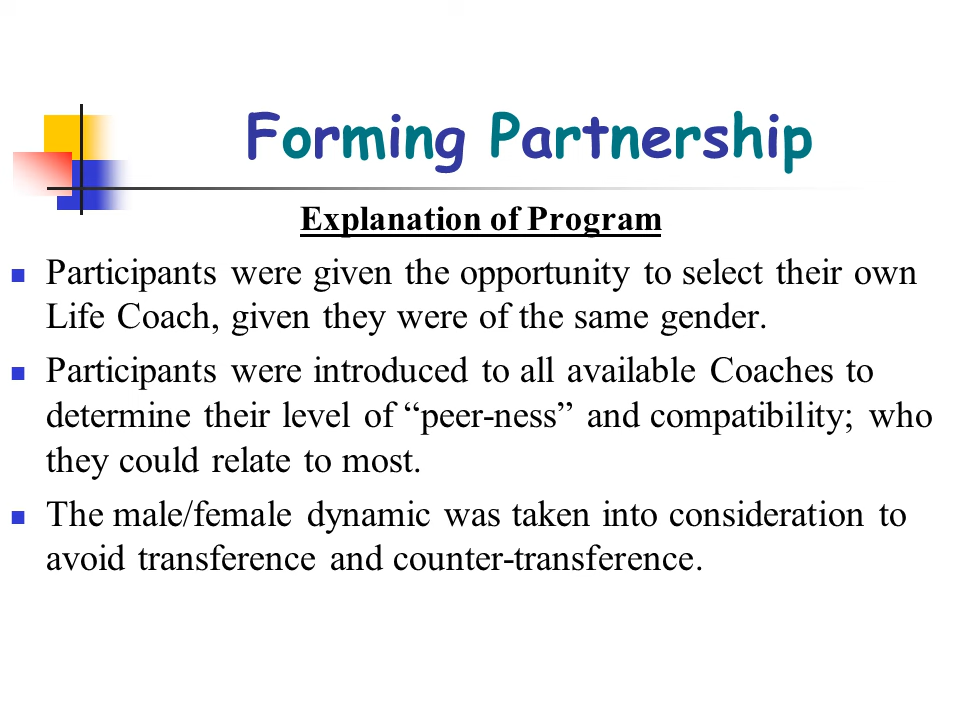 Forming Partnership
Explanation of Program
Participants were given the opportunity to select their own
Life Coach, given they were of the same gender.
Participants were introduced to all available Coaches to
determine their level of “peer-ness” and compatibility; who
they could relate to most.
The male/female dynamic was taken into consideration to
avoid transference and counter-transference.